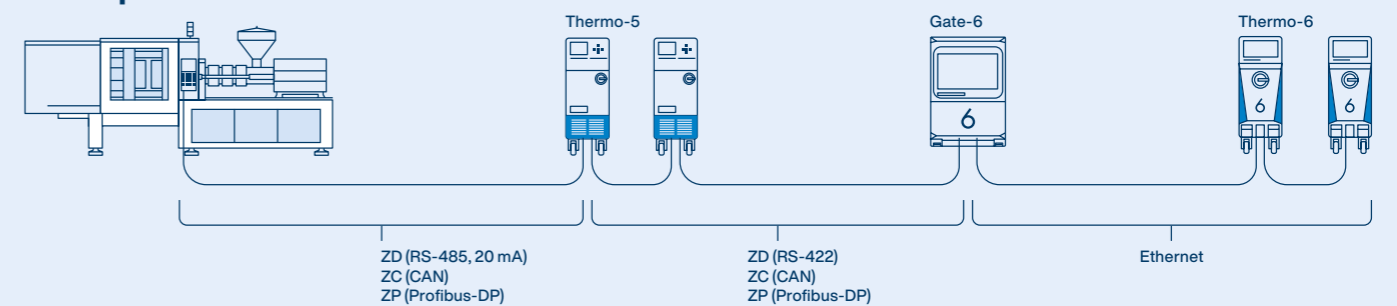 Thermo-5
Gate-6
Thermo-6
6
6
6
ZD (RS-485, 20 mA)
ZC (CAN)
ZP (Profibus-DP)
ZD (RS-422)
ZC (CAN)
ZP (Profibus-DP)
Ethernet